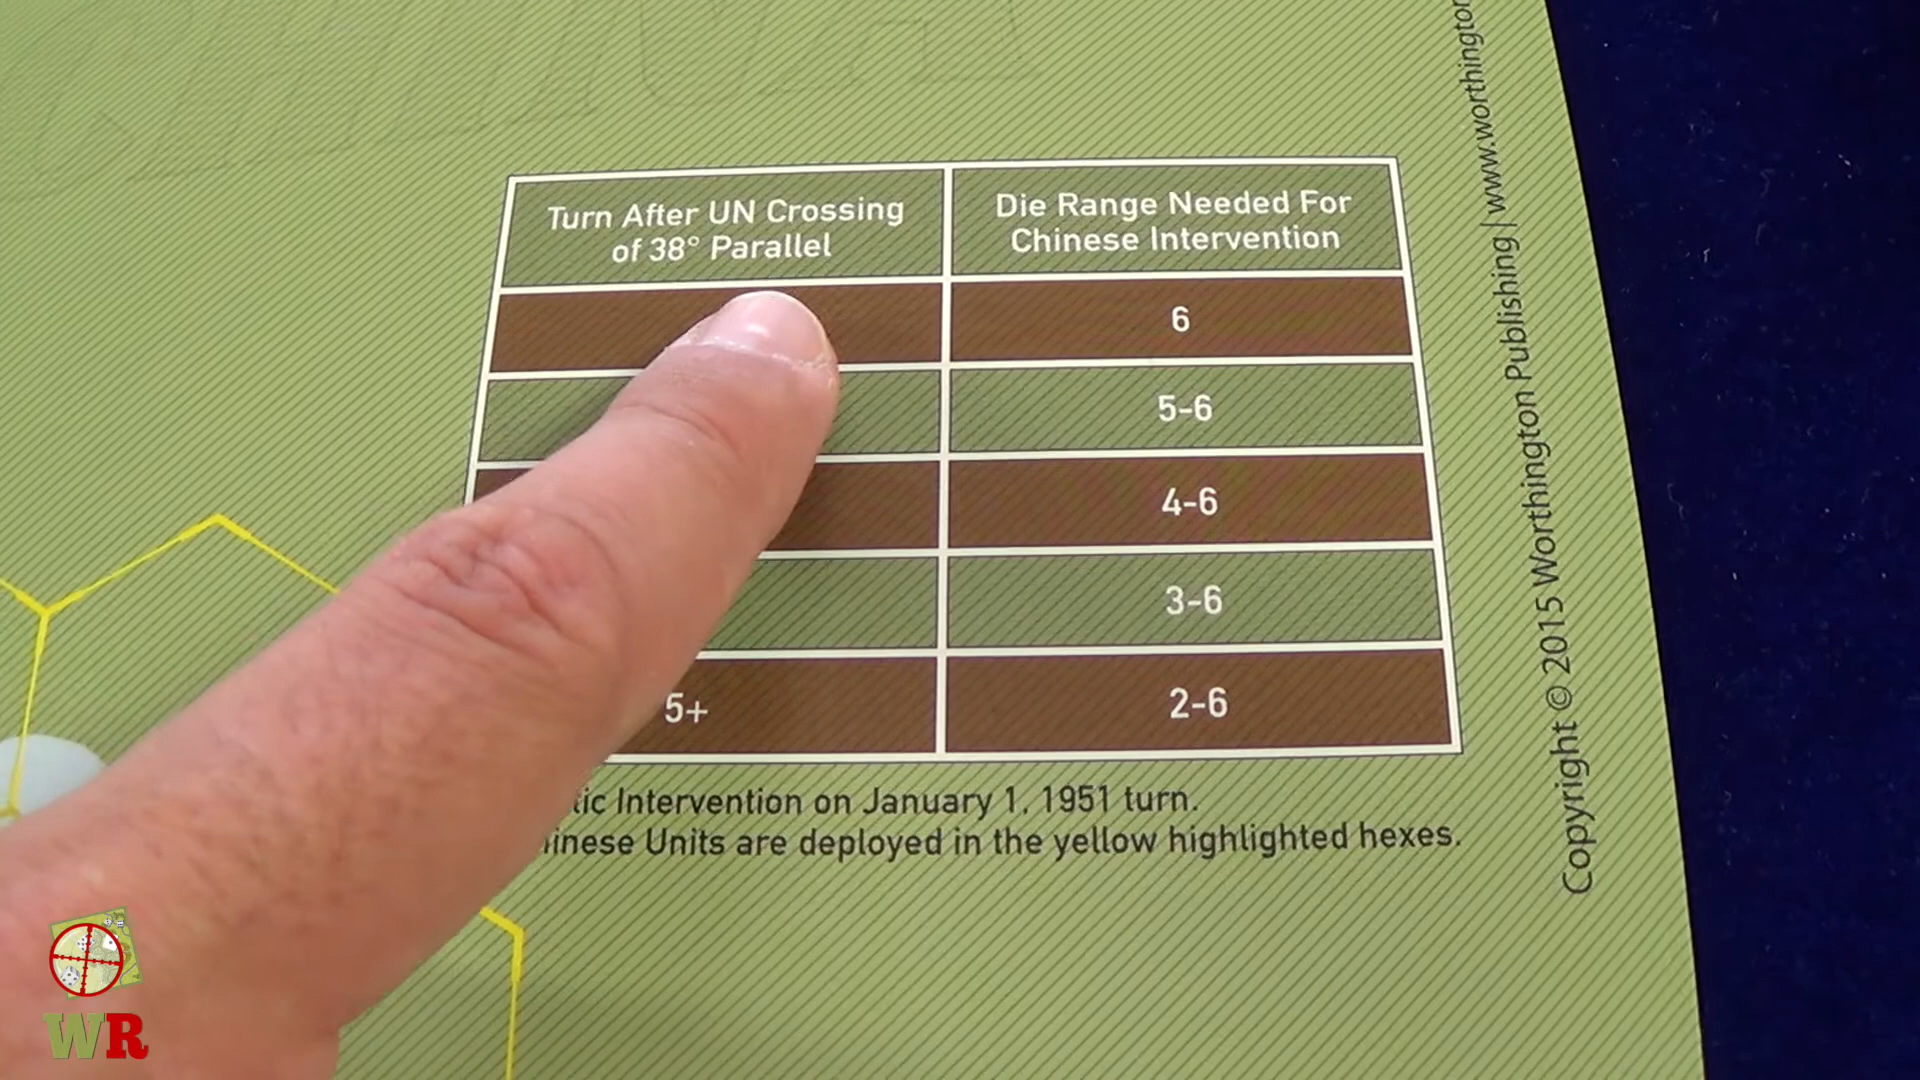 Turn After UN Crossing
of 38° Parallel
Die Range Needed For
Chinese Intervention
6
5-6
4-6
3-6
5+
2-6
Intervention on January 1, 1951 turn.
Units are deployed in the yellow highlighted hexes.
Copyright © 2015 Worthington Publishing | www.worthington
WR